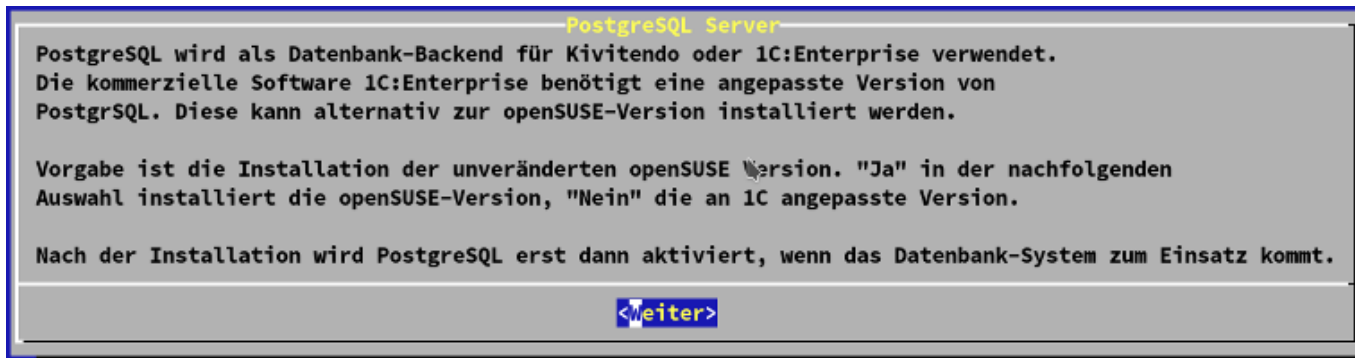 PostgreSQL Server
PostgreSQL wird als Datenbank-Backend für Kivitendo oder 1C:Enterprise verwendet.
Die kommerzielle Software 1C:Enterprise benötigt eine angepasste Version von
PostgrSQL. Diese kann alternativ zur openSUSE-Version installiert werden.
Vorgabe ist die Installation der unveränderten openSUSE Version. "Ja" in der nachfolgenden
Auswahl installiert die openSUSE-Version, "Nein" die an 1C angepasste Version.
Nach der Installation wird PostgreSQL erst dann aktiviert, wenn das Datenbank-System zum Einsatz kommt.
<Weiter>